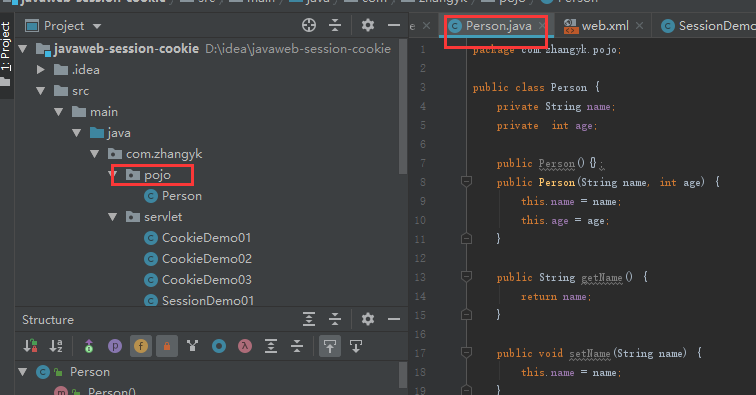 javaweb-session-cookie src main java com zhangyk pojo Person
1: Project
Project
Person.java
web.xml
SessionDemo
javaweb-session-cookie D:\idea\javaweb-session-cookie
.idea
src
main
java
com.zhangyk
pojo
Person
servlet
CookieDemo01
CookieDemo02
CookieDemo03
SessionDemo01
Structure
Person
Person()
1 package com.zhangyk.pojo;
2
3 public class Person {
4 private String name;
5 private int age;
6
7 public Person(){};
8 public Person(String name, int age) {
9 this.name = name;
10 this.age = age;
11 }
12
13 public String getName() {
14 return name;
15 }
16
17 public void setName(String name) {
18 this.name = name;
19 }